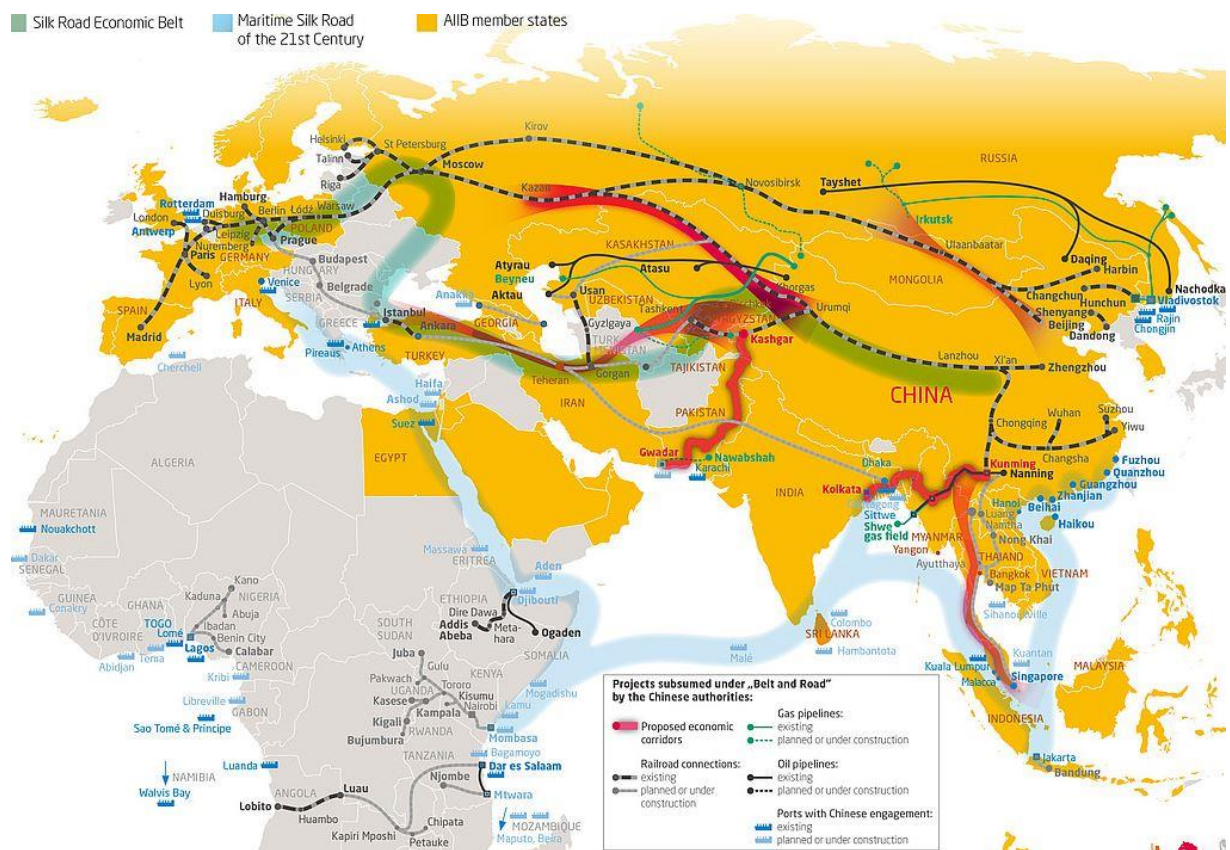 Silk Road Economic Belt
Maritime Silk Road
of the 21st Century
AIIB member states
Helsinki
St Petersburg
Kirov
Talinn
Riga
Moscow
Kazan
Novosibirsk
RUSSIA
Tayshet
Irkutsk
Hamburg
Rotterdam
London
Duisburg
Berlin
Łódź
Warsaw
Antwerp
Leipzig
POLAND
Nuremberg
Prague
Paris
GERMANY
Lyon
Budapest
HUNGARY
Venice
Belgrade
SERBIA
ITALY
SPAIN
Madrid
GREECE
Istanbul
Athens
Piraeus
Cherchell
Ankara
TURKEY
Anaklia
GEORGIA
KASAKHSTAN
Atyrau
Beyneu
Atasu
Aktau
Usan
UZBEKISTAN
Tashkent
Khorgas
Gyzlgaya
Urumqi
Kashgar
TAJIKISTAN
Teheran
Gorgan
IRAN
PAKISTAN
Ulaanbaatar
MONGOLIA
Daqing
Harbin
Changchun
Hunchun
Nachodka
Vladivostok
Rajin
Chongjin
Shenyang
Beijing
Dandong
Lanzhou
Xi'an
Zhengzhou
CHINA
Chongqing
Wuhan
Suzhou
Yiwu
Changsha
Fuzhou
Quanzhou
Guangzhou
Zhanjian
Beihai
Haikou
Kunming
Nanning
Hanoi
Haifa
Ashod
Suez
EGYPT
ALGERIA
Gwadar
Nawabshah
Karachi
INDIA
Dhaka
Kolkata
Sittwe
Shwe
gas field
MYANMAR
Yangon
Luang
Namtha
Nong Khai
THAILAND
Ayutthaya
Bangkok
Map Ta Phut
VIETNAM
Sihanoukville
MAURETANIA
Nouakchott
Dakar
SENEGAL
GUINEA
Conakry
CÔTE
D'IVOIRE
GHANA
TOGO
Lomé
Abidjan
Tema
Lagos
Kano
Kaduna
NIGERIA
Abuja
Ibadan
Benin City
Calabar
CAMEROON
Kribi
Libreville
GABON
Sao Tomé & Príncipe
Luanda
NAMIBIA
Walvis Bay
ANGOLA
Lobito
Huambo
Luau
Massawa
ERITREA
Aden
Djibouti
ETHIOPIA
Dire Dawa
Addis
Abeba
Meta-
hara
Ogaden
SOMALIA
SOUTH
SUDAN
Juba
Gulu
KENYA
Pakwach
Tororo
UGANDA
Kisumu
Kasese
Nairobi
Kampala
Lamu
Mogadishu
Kigali
RWANDA
Mombasa
Bujumbura
Bagamoyo
TANZANIA
Dar es Salaam
Njombe
Mtwara
Chipata
Kapiri Mposhi
Petauke
MOZAMBIQUE
Maputo, Beira
Malé
Colombo
SRI LANKA
Hambantota
Kuantan
Kuala Lumpur
Malacca
Singapore
MALAYSIA
INDONESIA
Jakarta
Bandung
Projects subsumed under „Belt and Road"
by the Chinese authorities:
Proposed economic
corridors
Gas pipelines:
existing
planned or under construction
Railroad connections:
existing
planned or under
construction
Oil pipelines:
existing
planned or under construction
Ports with Chinese engagement:
existing
planned or under construction